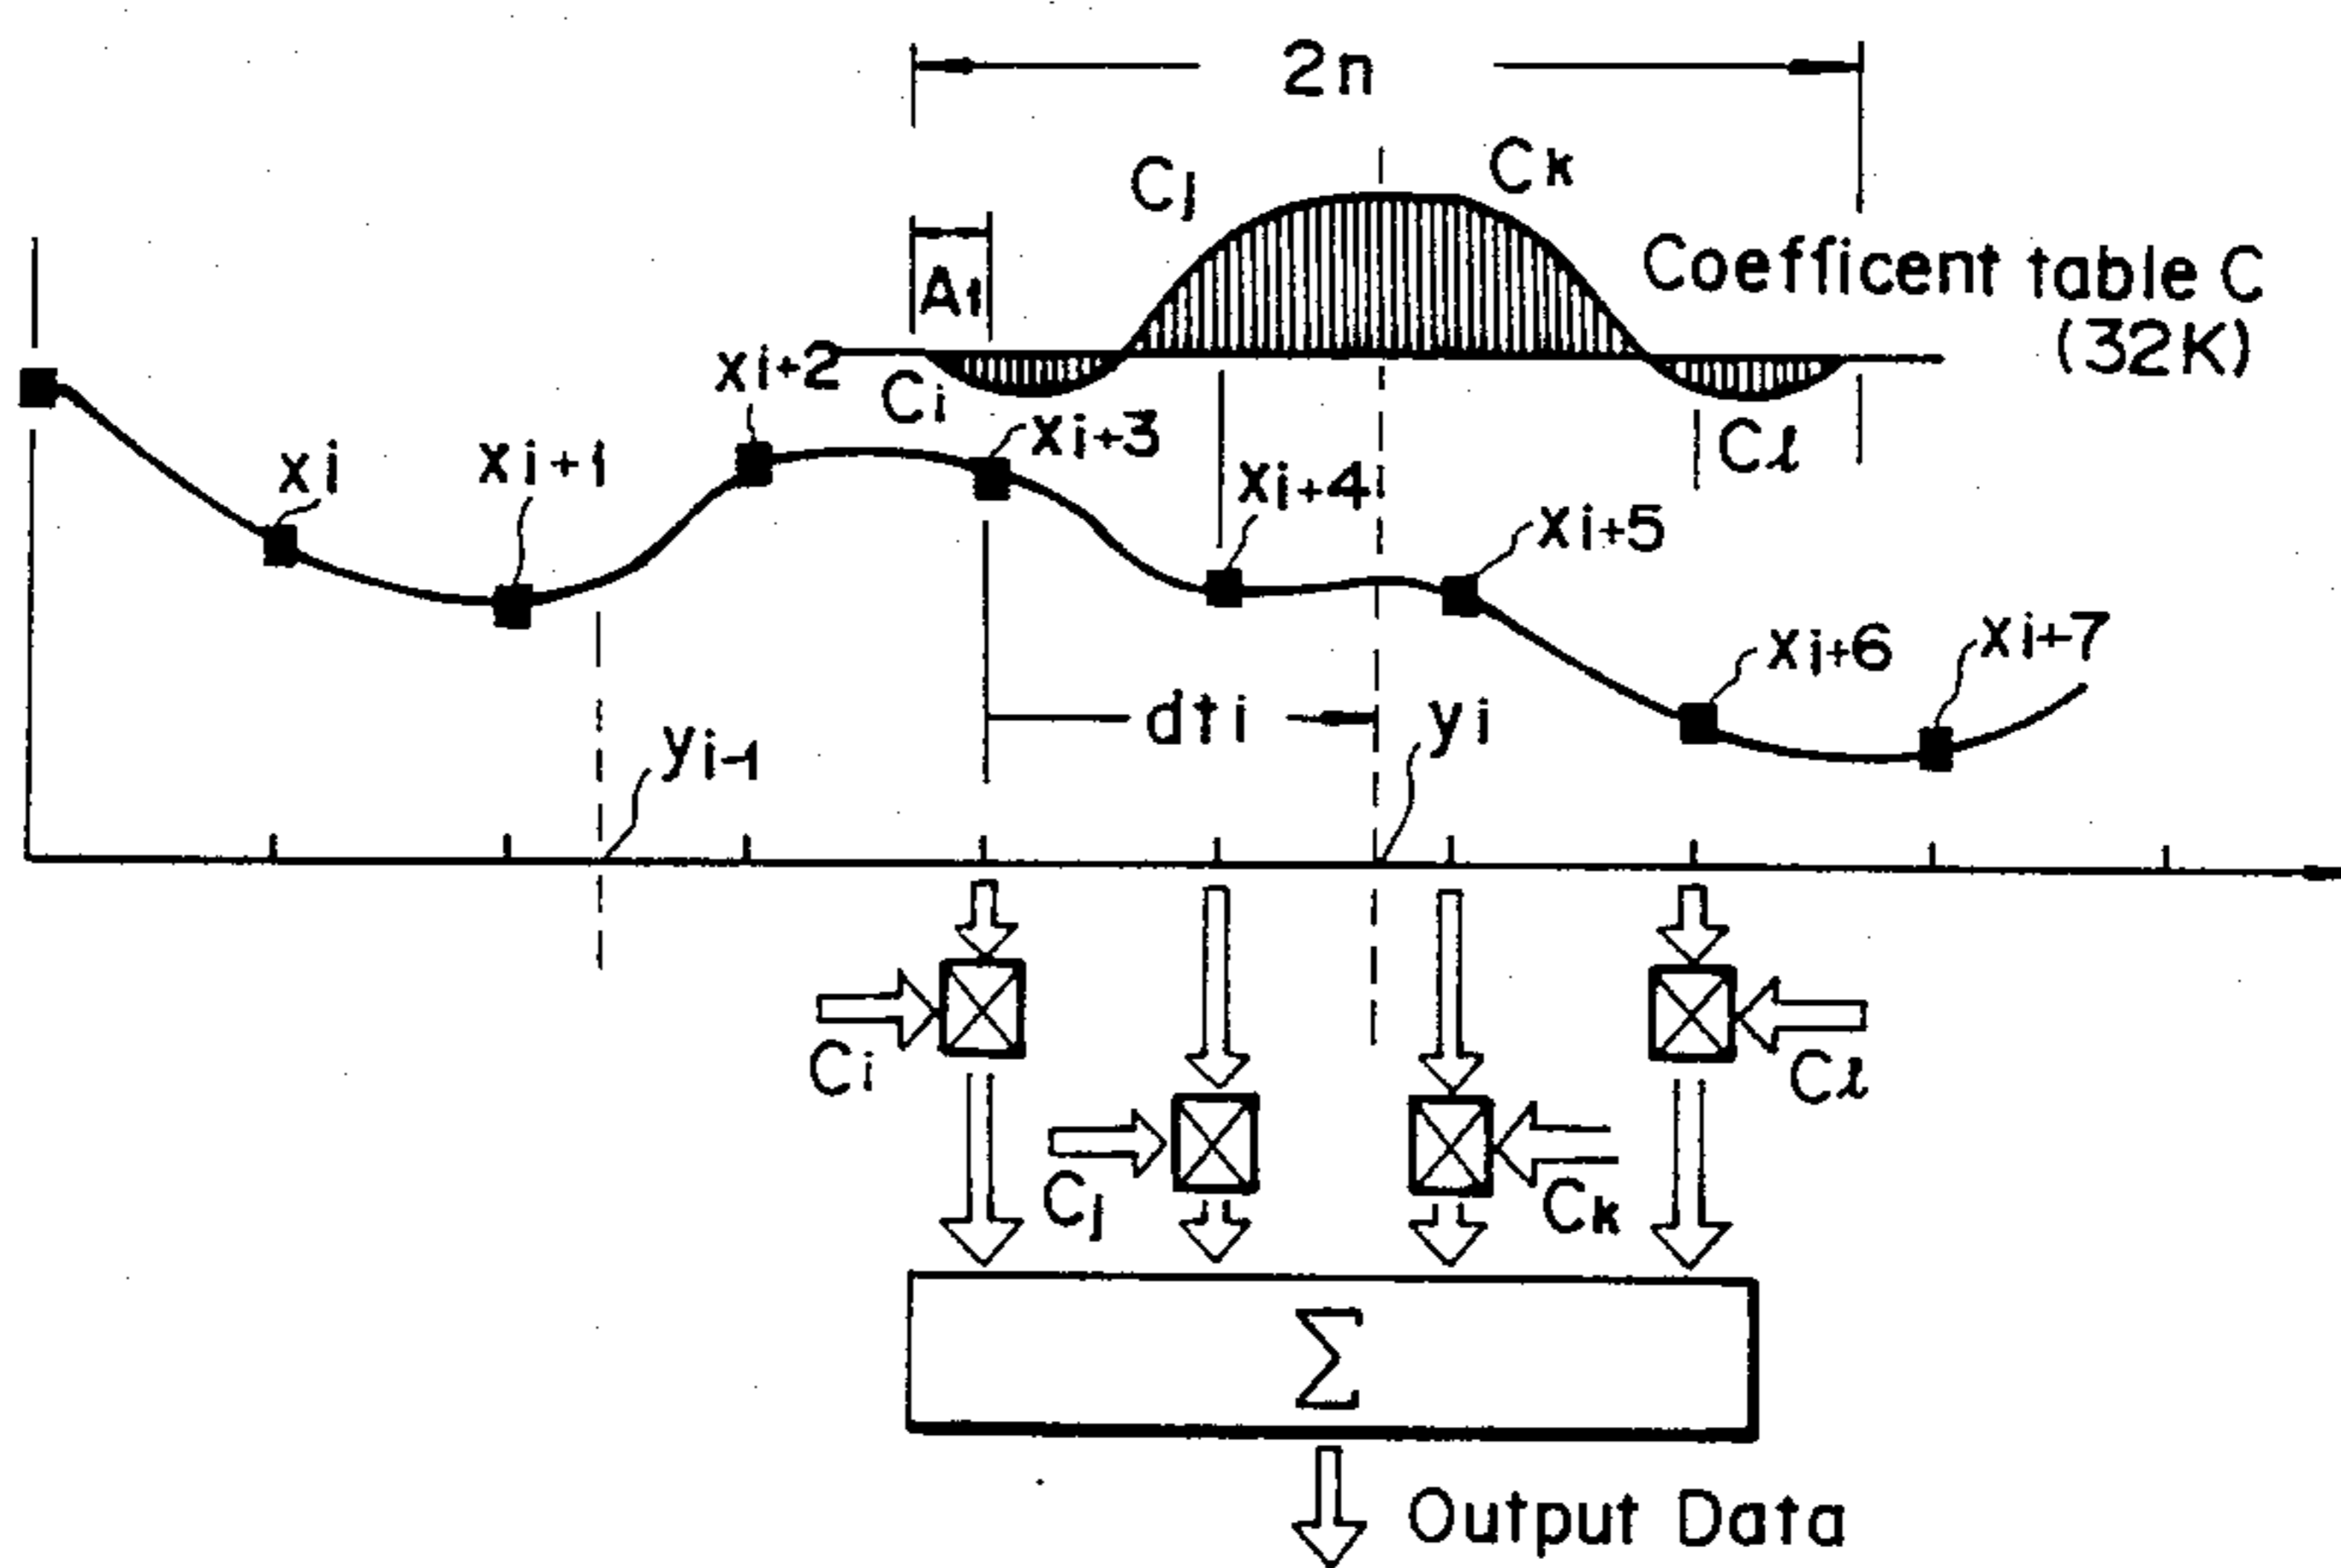 2n
Cj
Ck
A1
Coefficent table C
(32K)
xi+2
Ci
xi+3
Cℓ
xi
xi+1
xi+4
xi+5
xi+6
xi+7
dti
yi
yi-1
Ci
Cℓ
Cj
Ck
Σ
Output Data